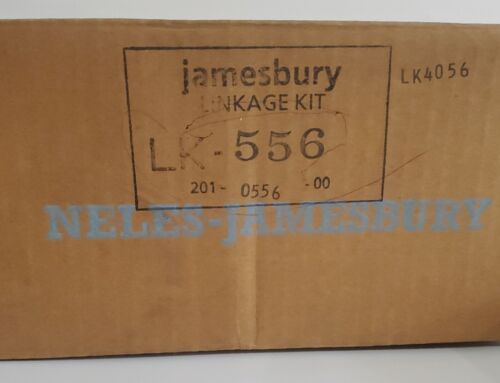 jamesbury
LINKAGE KIT
LK-556
201- 0556 -00
LK4056
NELES-JAMESBURY